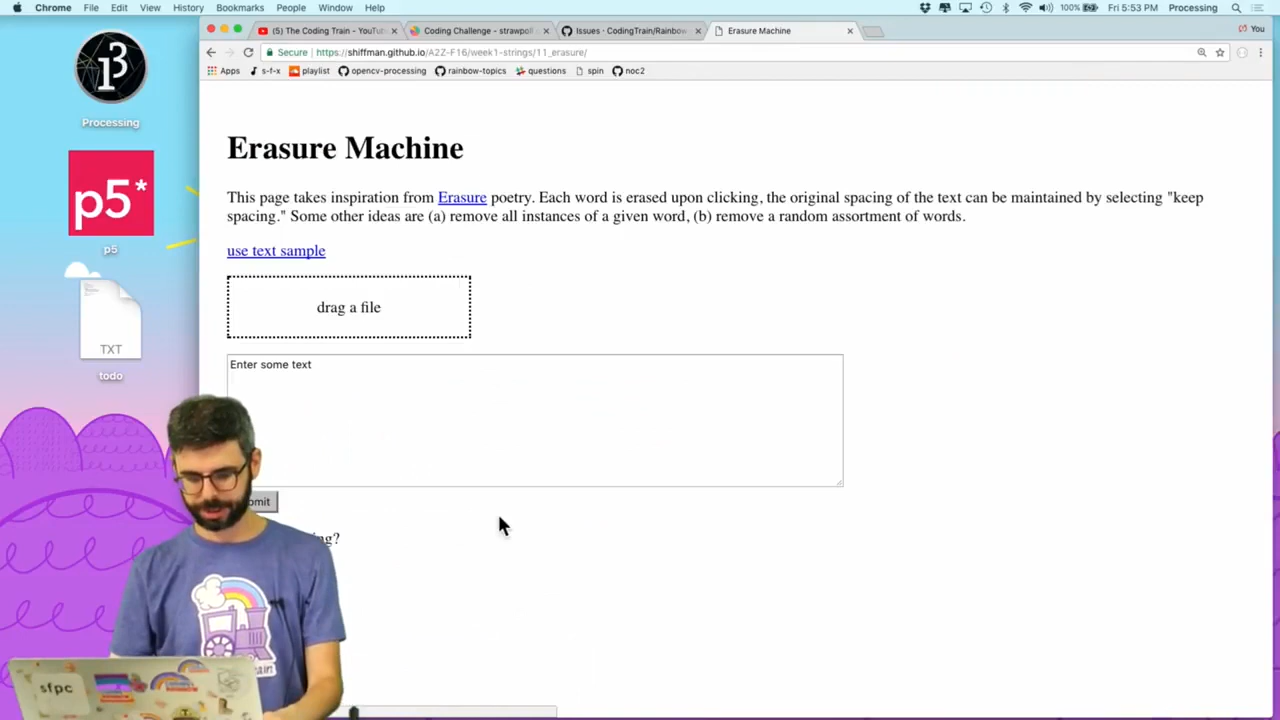 Chrome File Edit View History Bookmarks People Window Help 100% Fri 5:53 PM Processing
(5) The Coding Train - YouTu
Coding Challenge - strawpoll
Issues · CodingTrain/Rainbow
Erasure Machine
You
Secure https://shiffman.github.io/A2Z-F16/week1-strings/11_erasure/
Apps s-f-x playlist opencv-processing rainbow-topics questions spin noc2
Processing
p5*
p5
TXT
todo
Erasure Machine
This page takes inspiration from Erasure poetry. Each word is erased upon clicking, the original spacing of the text can be maintained by selecting "keep
spacing." Some other ideas are (a) remove all instances of a given word, (b) remove a random assortment of words.
use text sample
drag a file
Enter some text
mit
ng?
sfpc